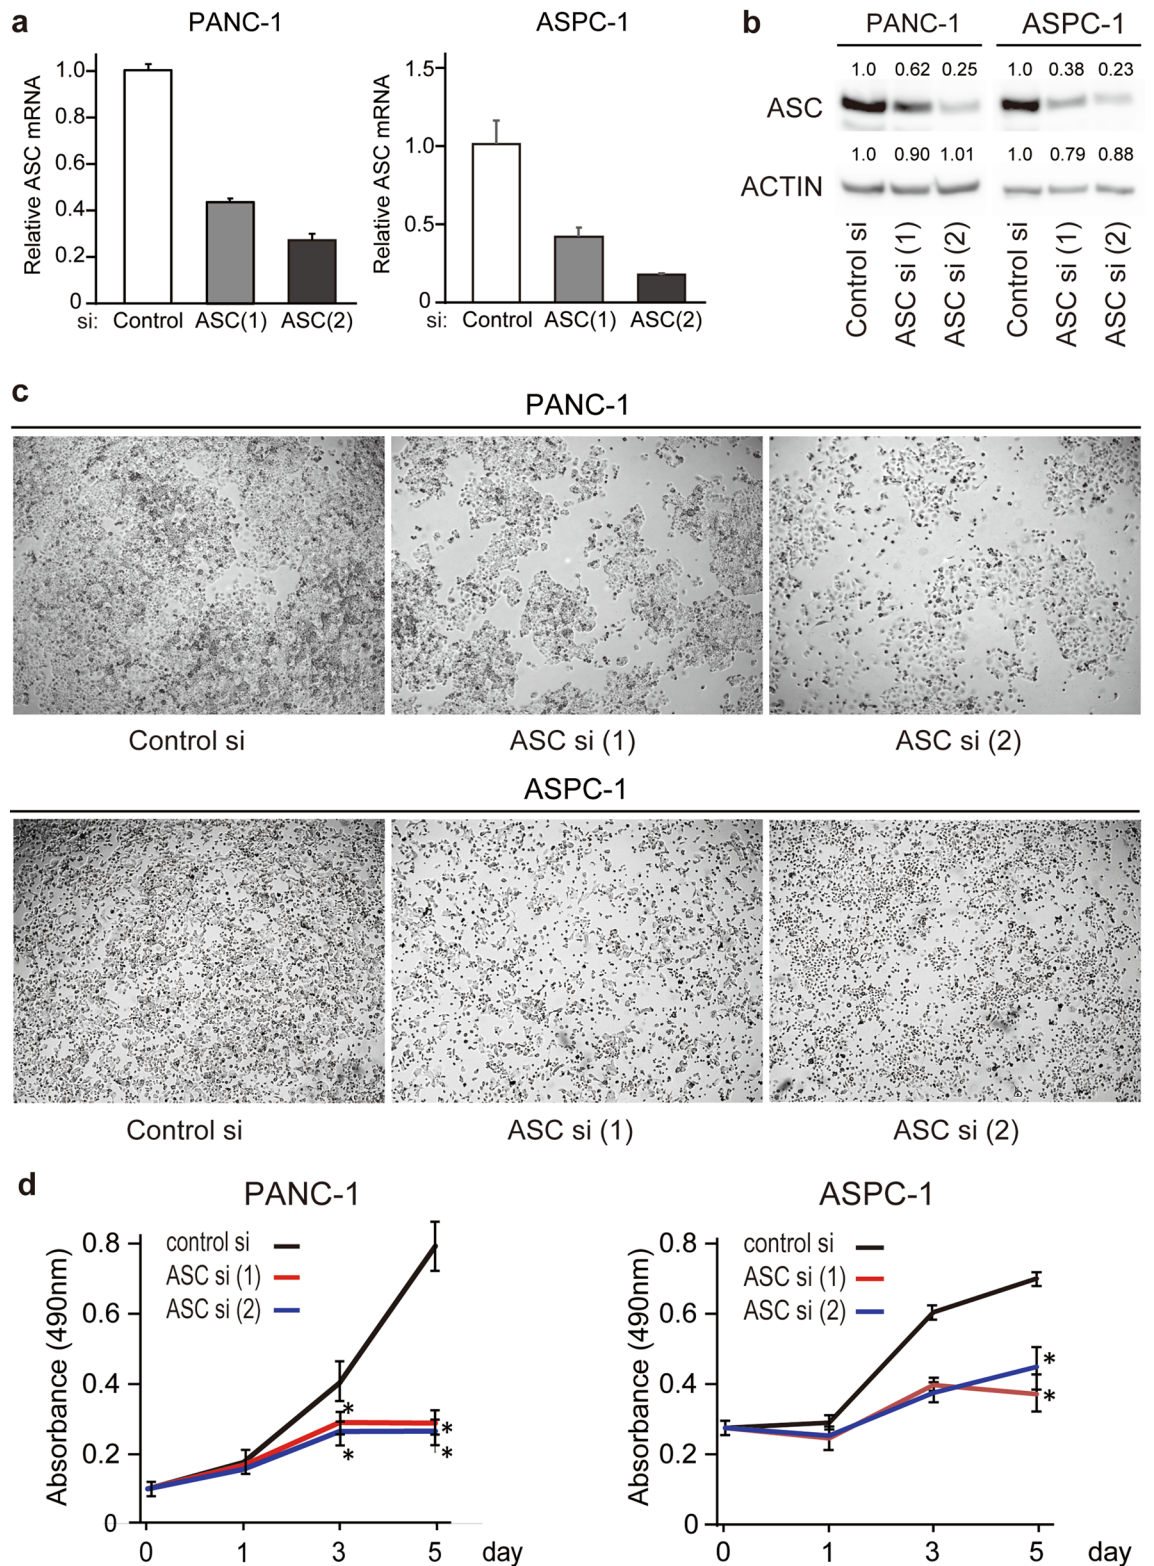 a
PANC-1
ASPC-1
Relative ASC mRNA
1.0
0.8
0.6
0.4
0.2
0
si: Control ASC(1) ASC(2)
Relative ASC mRNA
1.5
1.0
0.5
0
si: Control ASC(1) ASC(2)
b
PANC-1 ASPC-1
1.0 0.62 0.25 1.0 0.38 0.23
ASC
1.0 0.90 1.01 1.0 0.79 0.88
ACTIN
Control si
ASC si (1)
ASC si (2)
Control si
ASC si (1)
ASC si (2)
c
PANC-1
Control si ASC si (1) ASC si (2)
ASPC-1
Control si ASC si (1) ASC si (2)
d
PANC-1
Absorbance (490nm)
0.8
0.6
0.4
0.2
0
control si
ASC si (1)
ASC si (2)
*
*
*
*
0 1 3 5 day
ASPC-1
Absorbance (490nm)
0.8
0.6
0.4
0.2
0
control si
ASC si (1)
ASC si (2)
*
*
0 1 3 5 day